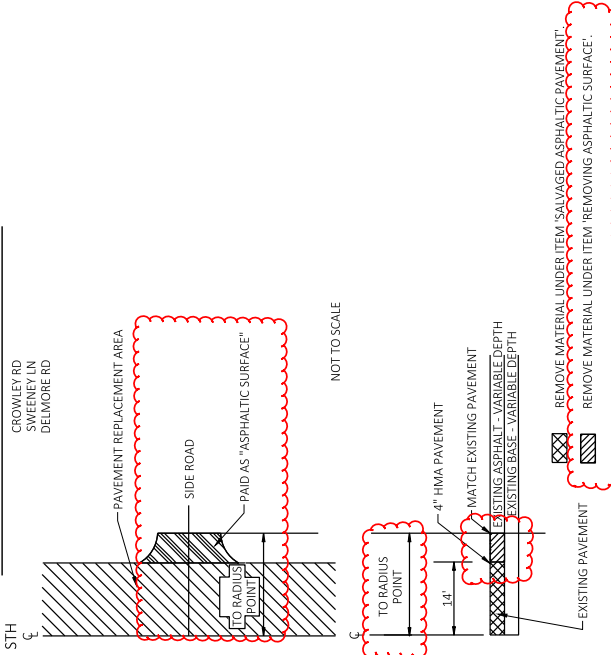 STH
CL
CROWLEY RD
SWEENEY LN
DELMORE RD
PAVEMENT REPLACEMENT AREA
SIDE ROAD
PAID AS "ASPHALTIC SURFACE"
TO RADIUS
POINT
NOT TO SCALE
CL
TO RADIUS
POINT
14'
4" HMA PAVEMENT
MATCH EXISTING PAVEMENT
EXISTING ASPHALT - VARIABLE DEPTH
EXISTING BASE - VARIABLE DEPTH
EXISTING PAVEMENT
REMOVE MATERIAL UNDER ITEM 'SALVAGED ASPHALTIC PAVEMENT'.
REMOVE MATERIAL UNDER ITEM 'REMOVING ASPHALTIC SURFACE'.